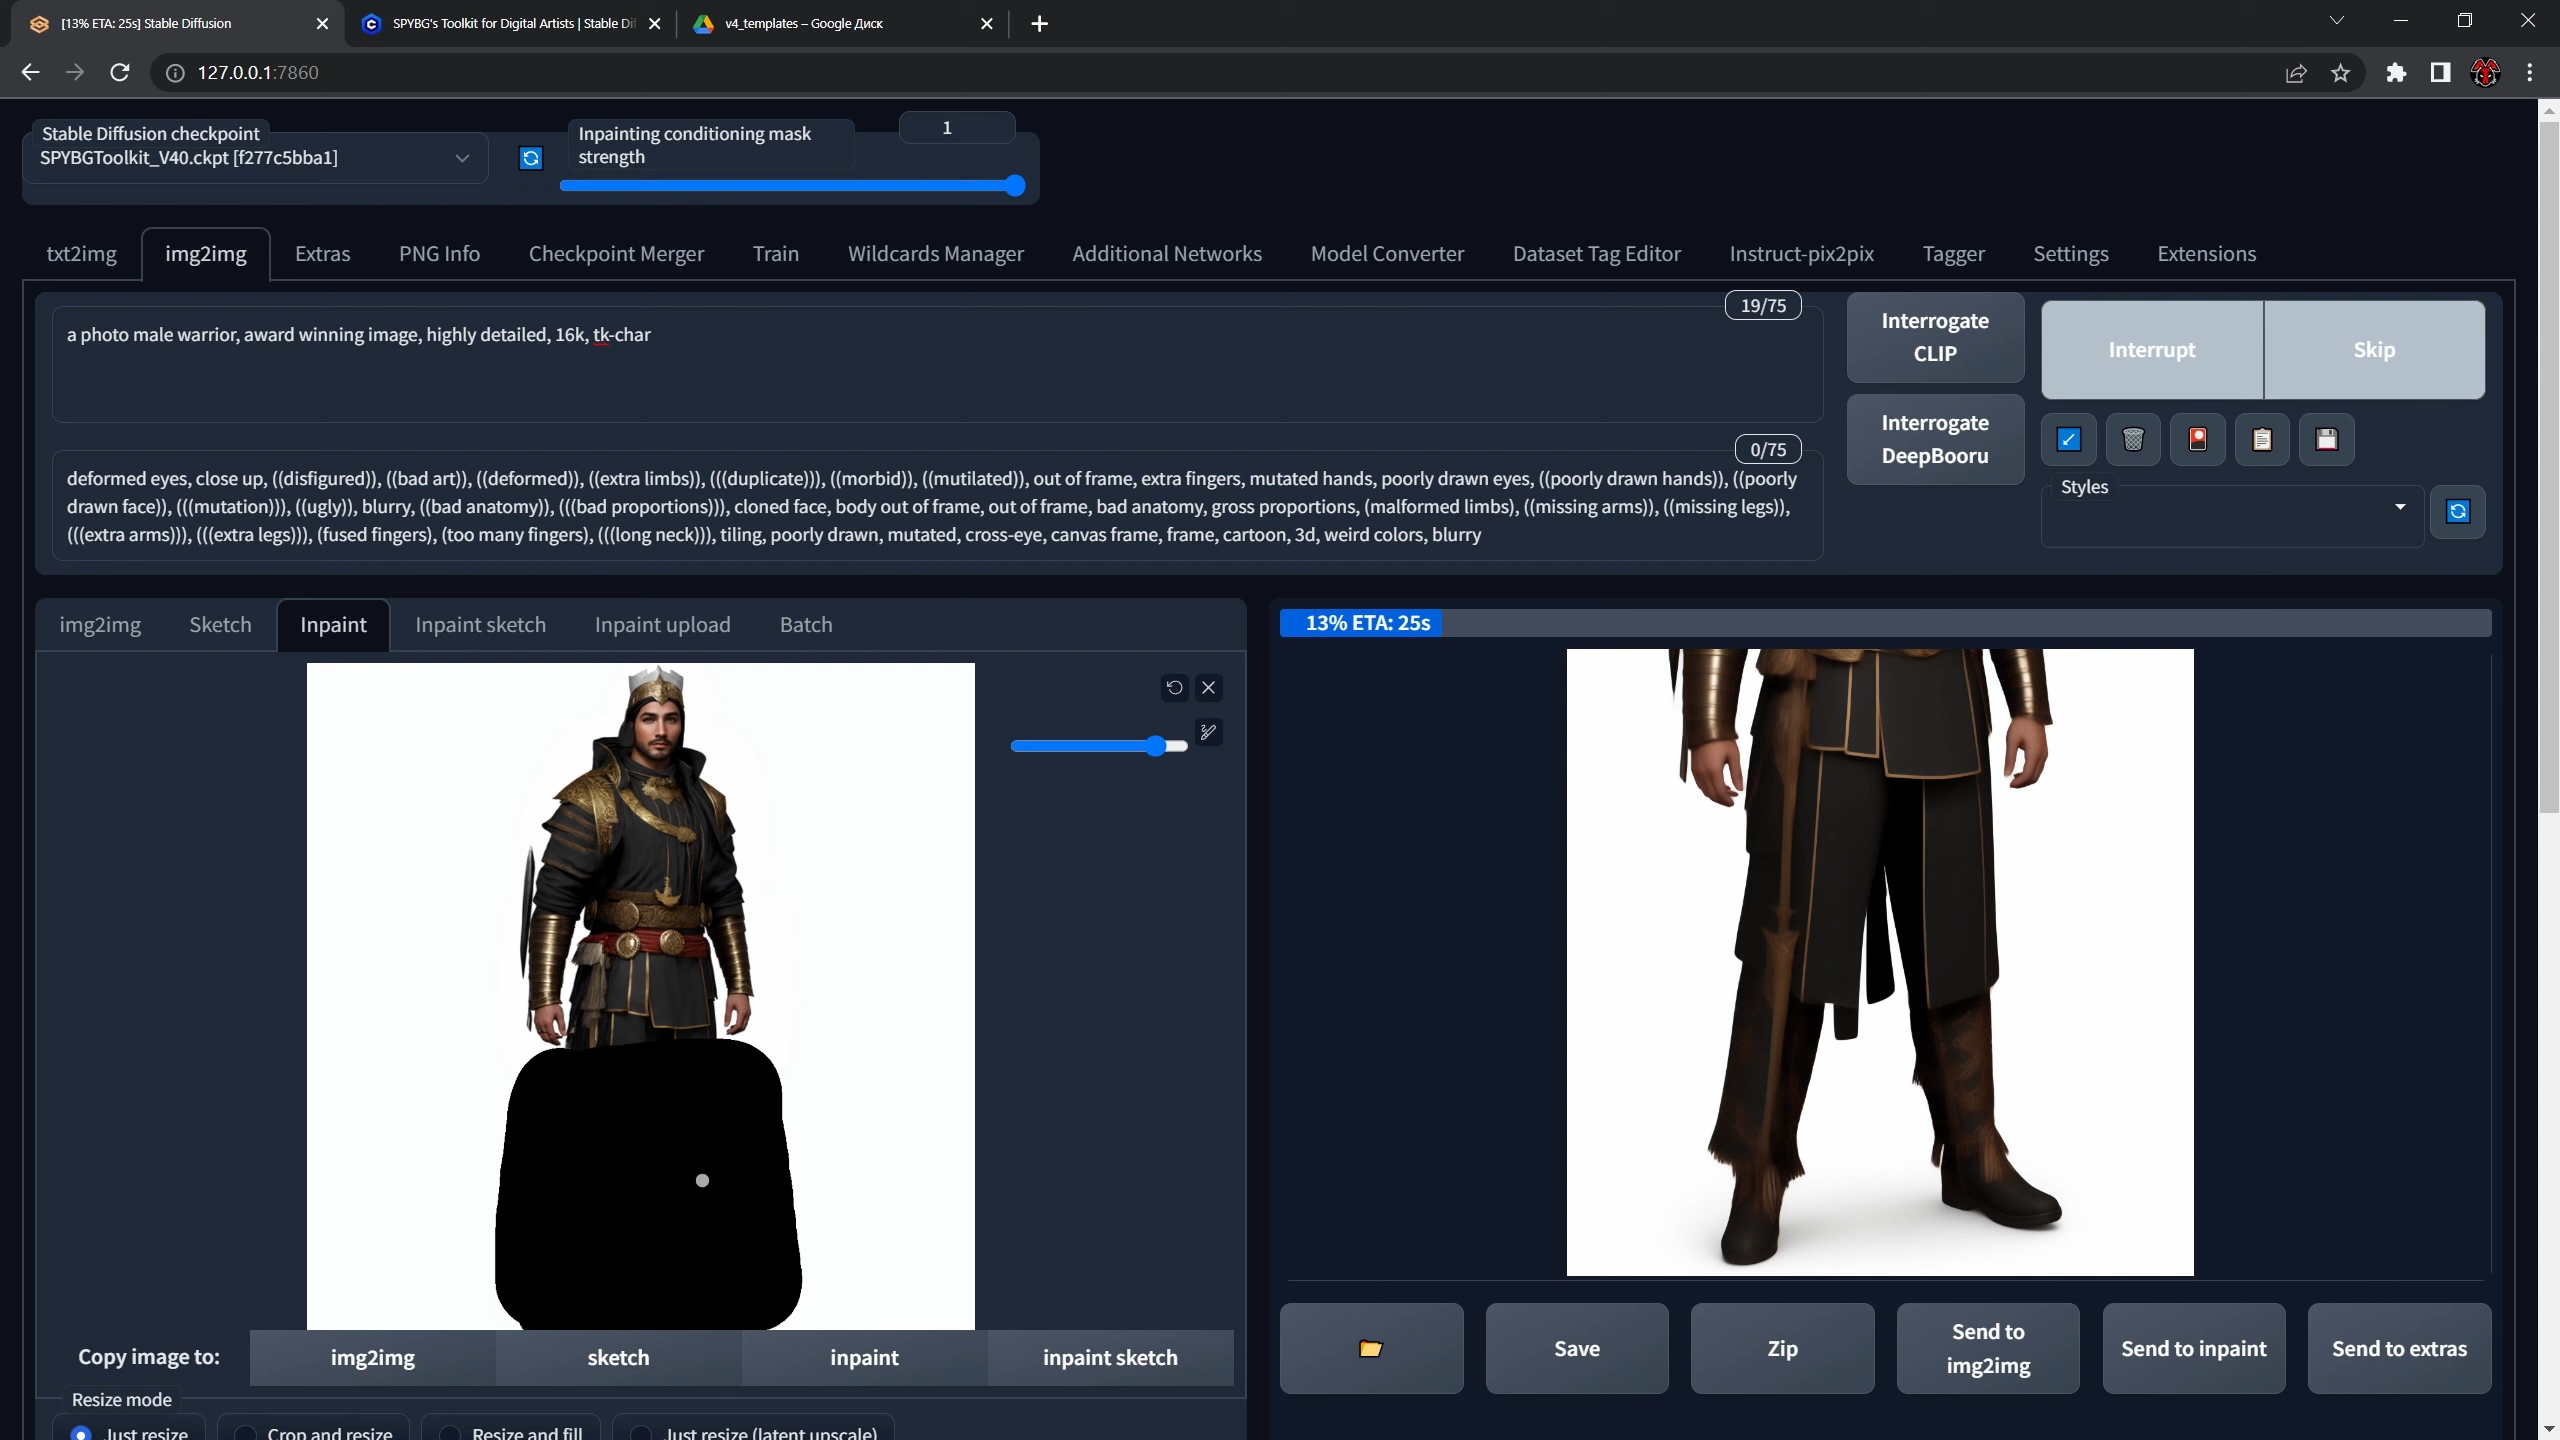 [13% ETA: 25s] Stable Diffusion
SPYBG's Toolkit for Digital Artists | Stable Dif
v4_templates – Google Диск
127.0.0.1:7860
Stable Diffusion checkpoint
SPYBGToolkit_V40.ckpt [f277c5bba1]
Inpainting conditioning mask
strength
1
txt2img
img2img
Extras
PNG Info
Checkpoint Merger
Train
Wildcards Manager
Additional Networks
Model Converter
Dataset Tag Editor
Instruct-pix2pix
Tagger
Settings
Extensions
19/75
a photo male warrior, award winning image, highly detailed, 16k, tk-char
0/75
deformed eyes, close up, ((disfigured)), ((bad art)), ((deformed)), ((extra limbs)), (((duplicate))), ((morbid)), ((mutilated)), out of frame, extra fingers, mutated hands, poorly drawn eyes, ((poorly drawn hands)), ((poorly
drawn face)), (((mutation))), ((ugly)), blurry, ((bad anatomy)), (((bad proportions))), cloned face, body out of frame, out of frame, bad anatomy, gross proportions, (malformed limbs), ((missing arms)), ((missing legs)),
(((extra arms))), (((extra legs))), (fused fingers), (too many fingers), (((long neck))), tiling, poorly drawn, mutated, cross-eye, canvas frame, frame, cartoon, 3d, weird colors, blurry
Interrogate
CLIP
Interrogate
DeepBooru
Interrupt
Skip
Styles
img2img
Sketch
Inpaint
Inpaint sketch
Inpaint upload
Batch
13% ETA: 25s
Copy image to:
img2img
sketch
inpaint
inpaint sketch
Resize mode
Just resize
Crop and resize
Resize and fill
Just resize (latent upscale)
Save
Zip
Send to
img2img
Send to inpaint
Send to extras